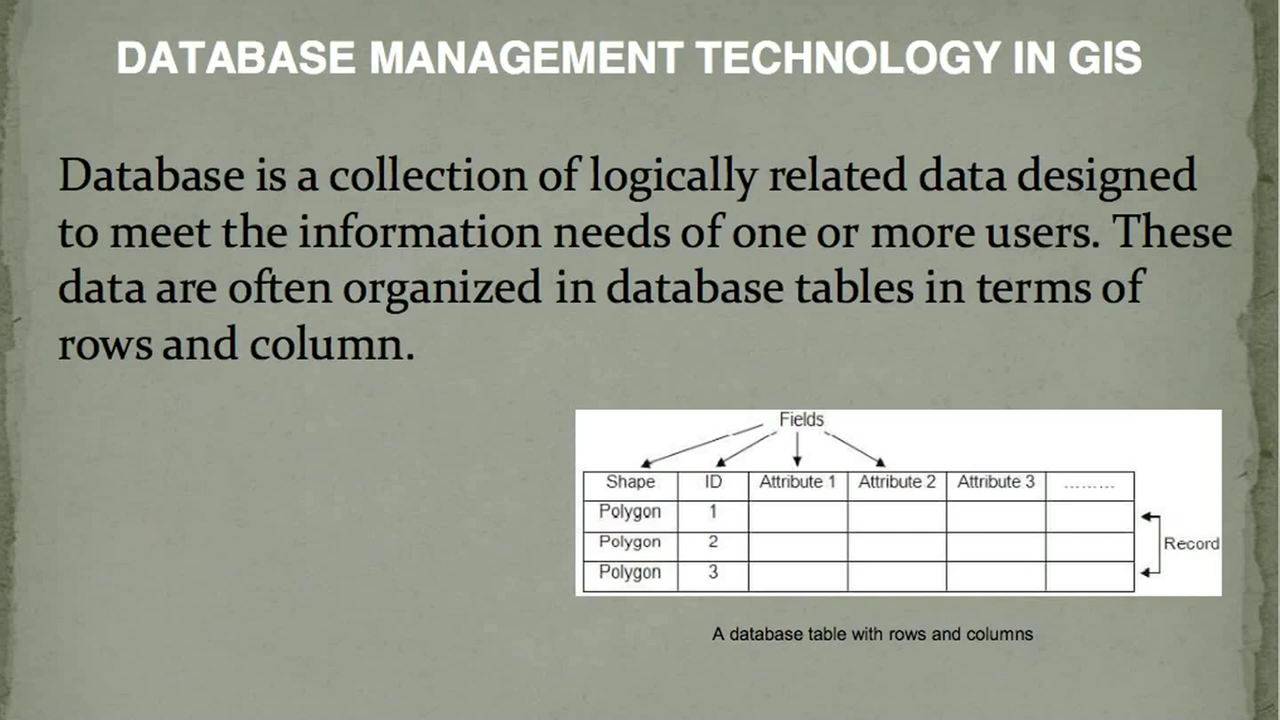 DATABASE MANAGEMENT TECHNOLOGY IN GIS
Database is a collection of logically related data designed
to meet the information needs of one or more users. These
data are often organized in database tables in terms of
rows and column.
Fields
Shape ID Attribute 1 Attribute 2 Attribute 3 .........
Polygon 1
Polygon 2
Polygon 3
Record
A database table with rows and columns